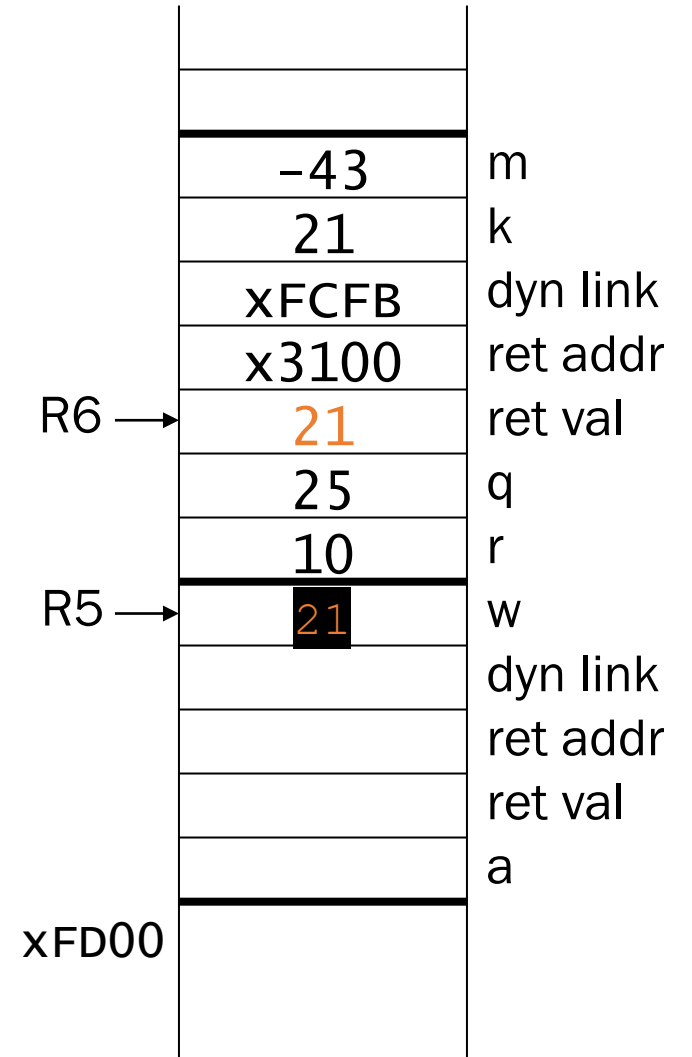 -43 m
21 k
xFCFB dyn link
x3100 ret addr
R6 21 ret val
25 q
10 r
R5 21 w
dyn link
ret addr
ret val
a
xFD00